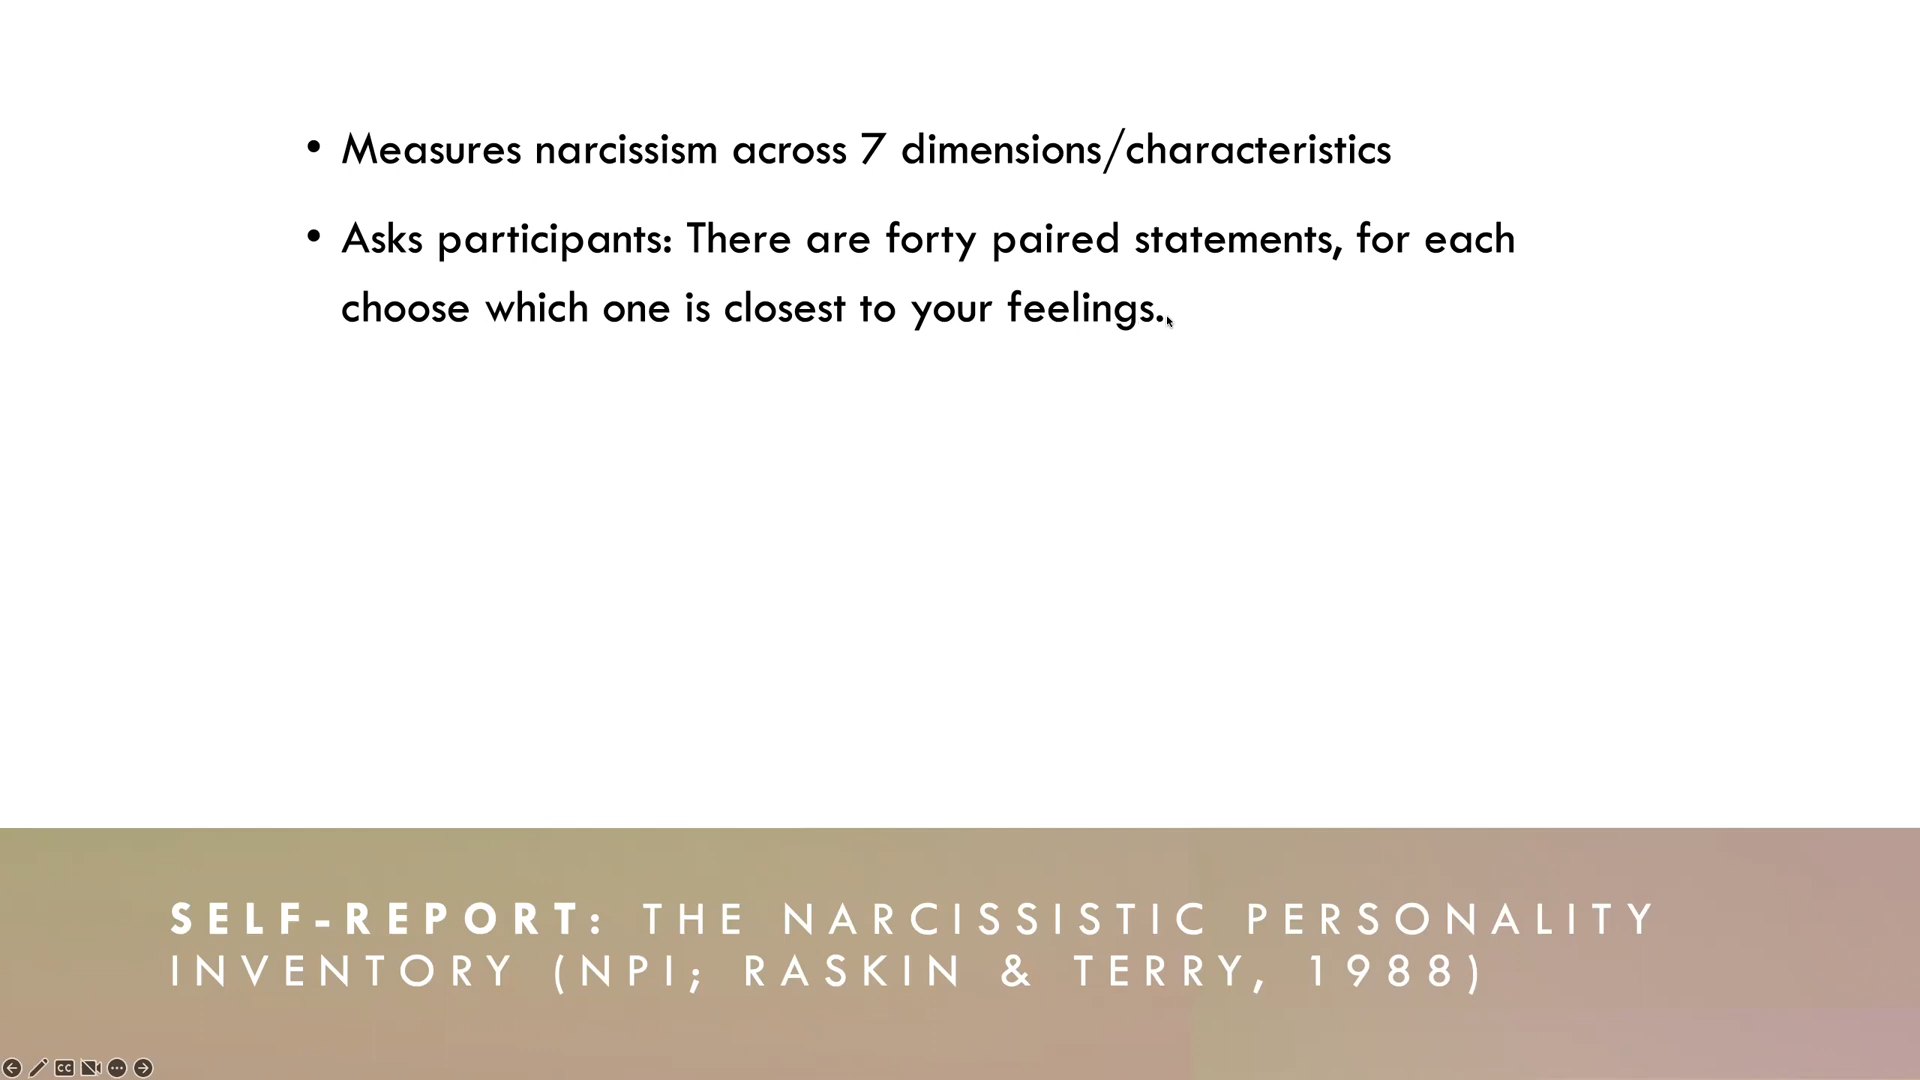 • Measures narcissism across 7 dimensions/characteristics
• Asks participants: There are forty paired statements, for each
choose which one is closest to your feelings.
SELF-REPORT: THE NARCISSISTIC PERSONALITY
INVENTORY (NPI; RASKIN & TERRY, 1988)
CC